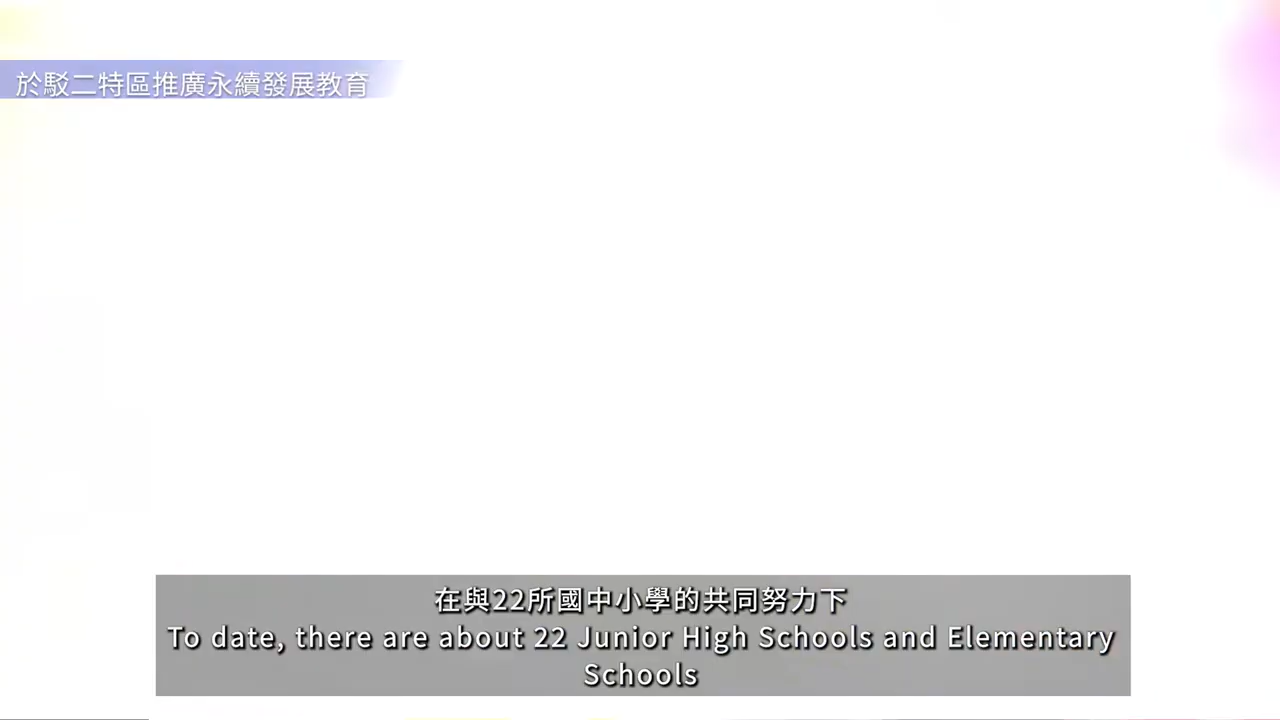 於駁二特區推廣永續發展教育
在與22所國中小學的共同努力下
To date, there are about 22 Junior High Schools and Elementary
Schools